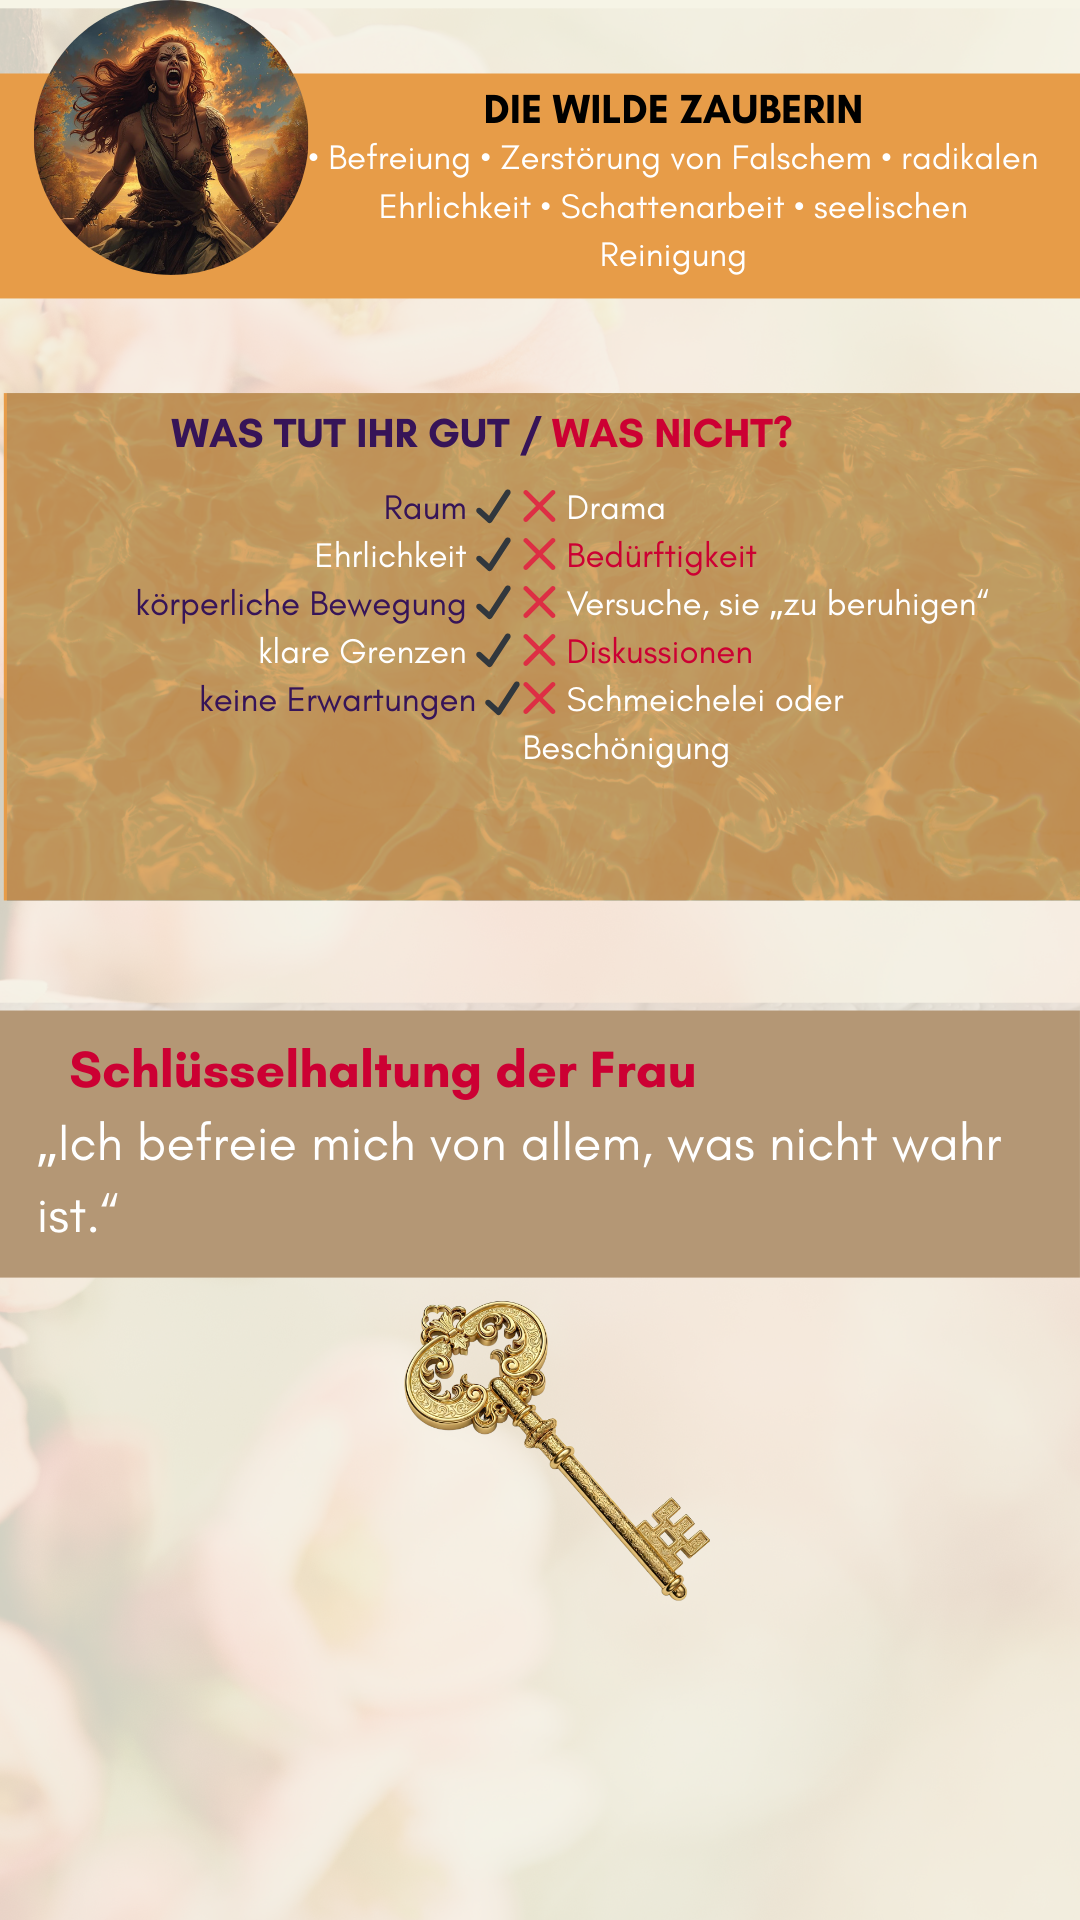 DIE WILDE ZAUBERIN
• Befreiung • Zerstörung von Falschem • radikalen
Ehrlichkeit • Schattenarbeit • seelischen
Reinigung
WAS TUT IHR GUT / WAS NICHT?
Raum ✓ ❌ Drama
Ehrlichkeit ✓ ❌ Bedürftigkeit
körperliche Bewegung ✓ ❌ Versuche, sie „zu beruhigen“
klare Grenzen ✓ ❌ Diskussionen
keine Erwartungen ✓ ❌ Schmeichelei oder
Beschönigung
Schlüsselhaltung der Frau
„Ich befreie mich von allem, was nicht wahr
ist.“